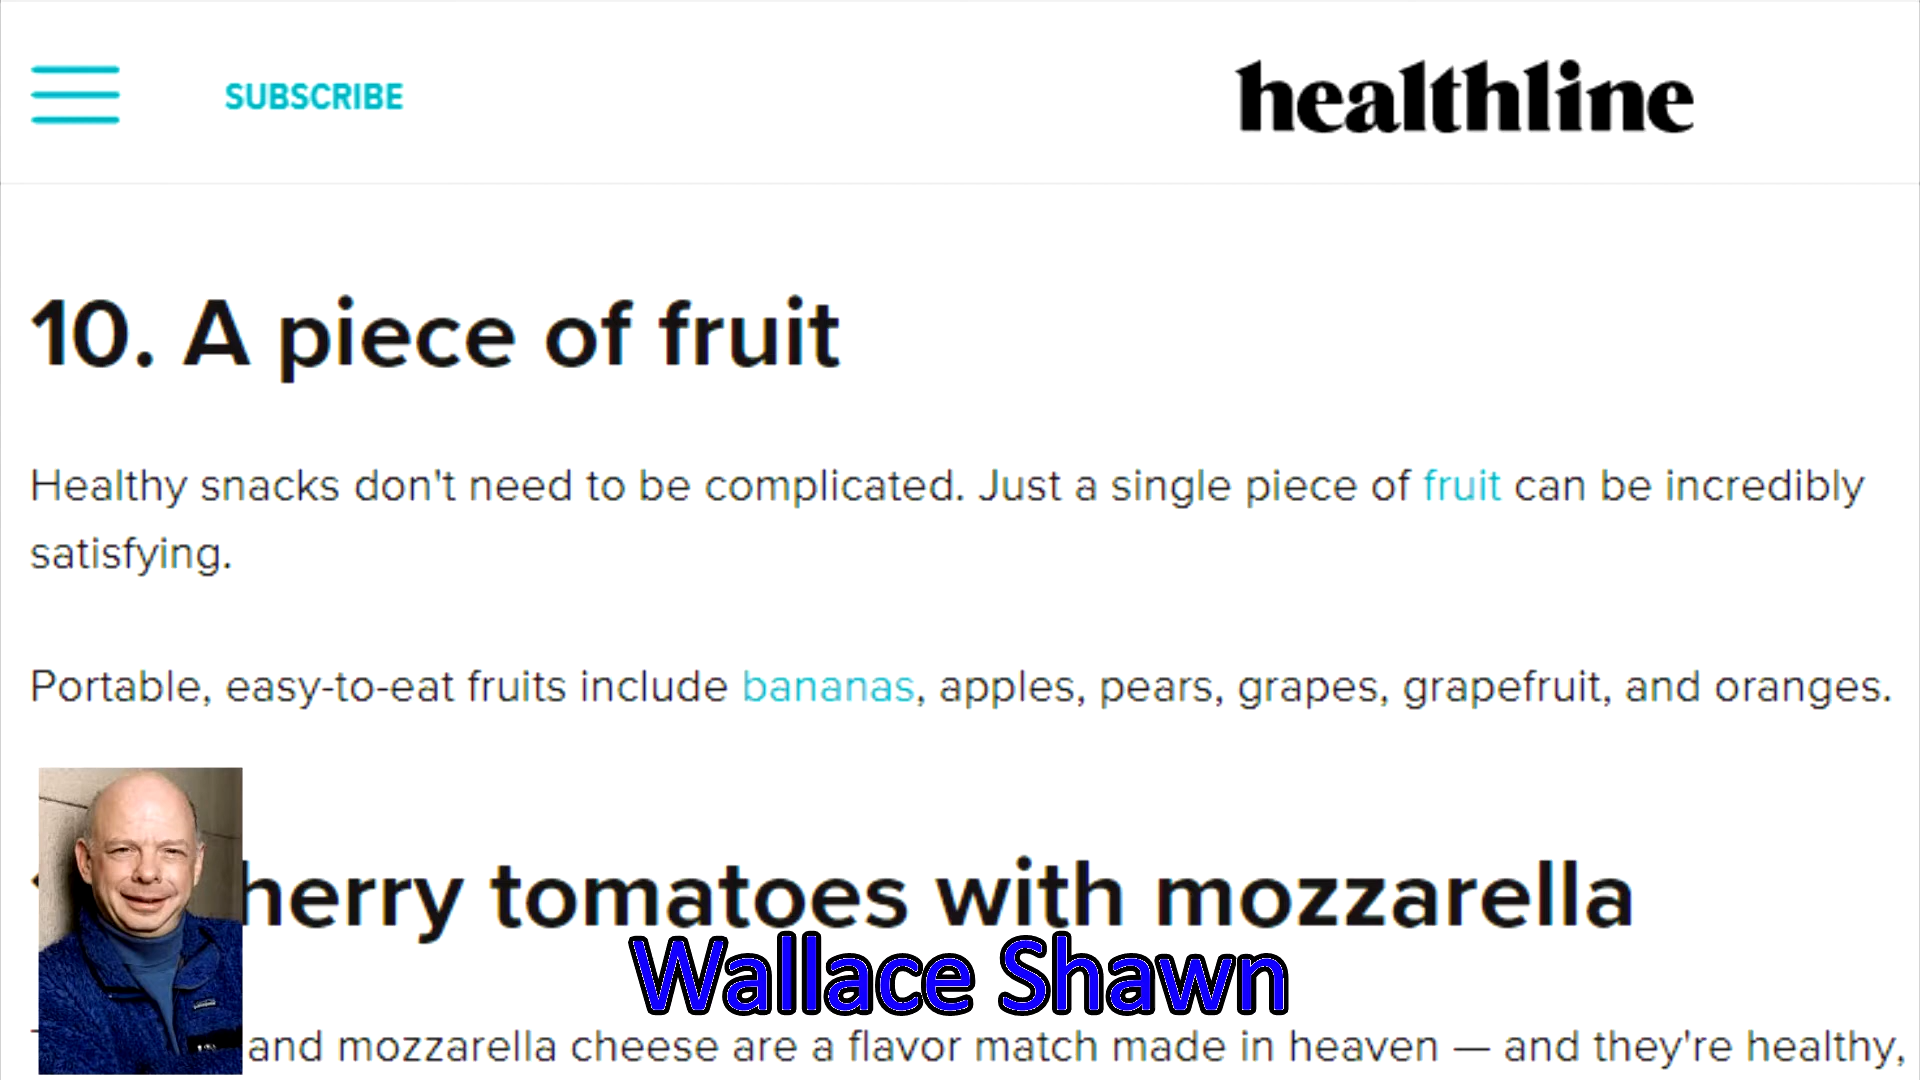 SUBSCRIBE
healthline
10. A piece of fruit
Healthy snacks don't need to be complicated. Just a single piece of fruit can be incredibly
satisfying.
Portable, easy-to-eat fruits include bananas, apples, pears, grapes, grapefruit, and oranges.
herry tomatoes with mozzarella
Wallace Shawn
and mozzarella cheese are a flavor match made in heaven — and they're healthy,